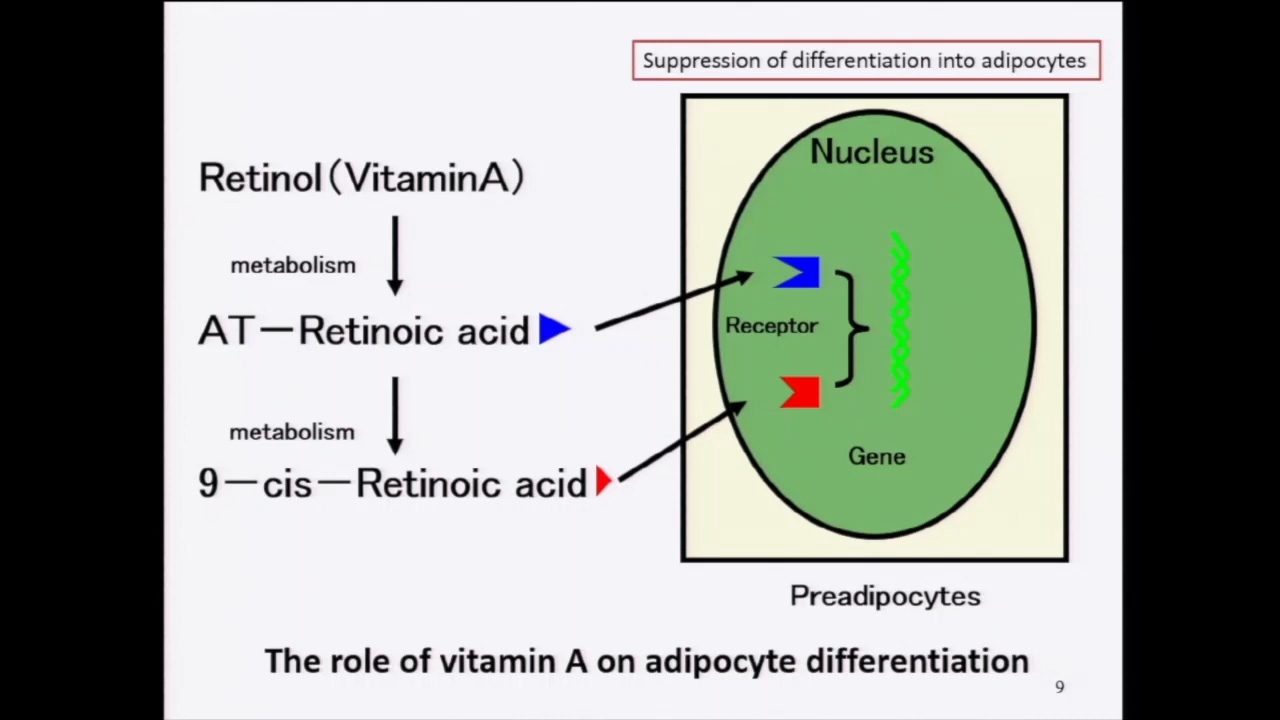 Suppression of differentiation into adipocytes
Nucleus
Retinol(VitaminA)
metabolism
AT－Retinoic acid
Receptor
metabolism
Gene
9－cis－Retinoic acid
Preadipocytes
The role of vitamin A on adipocyte differentiation
9